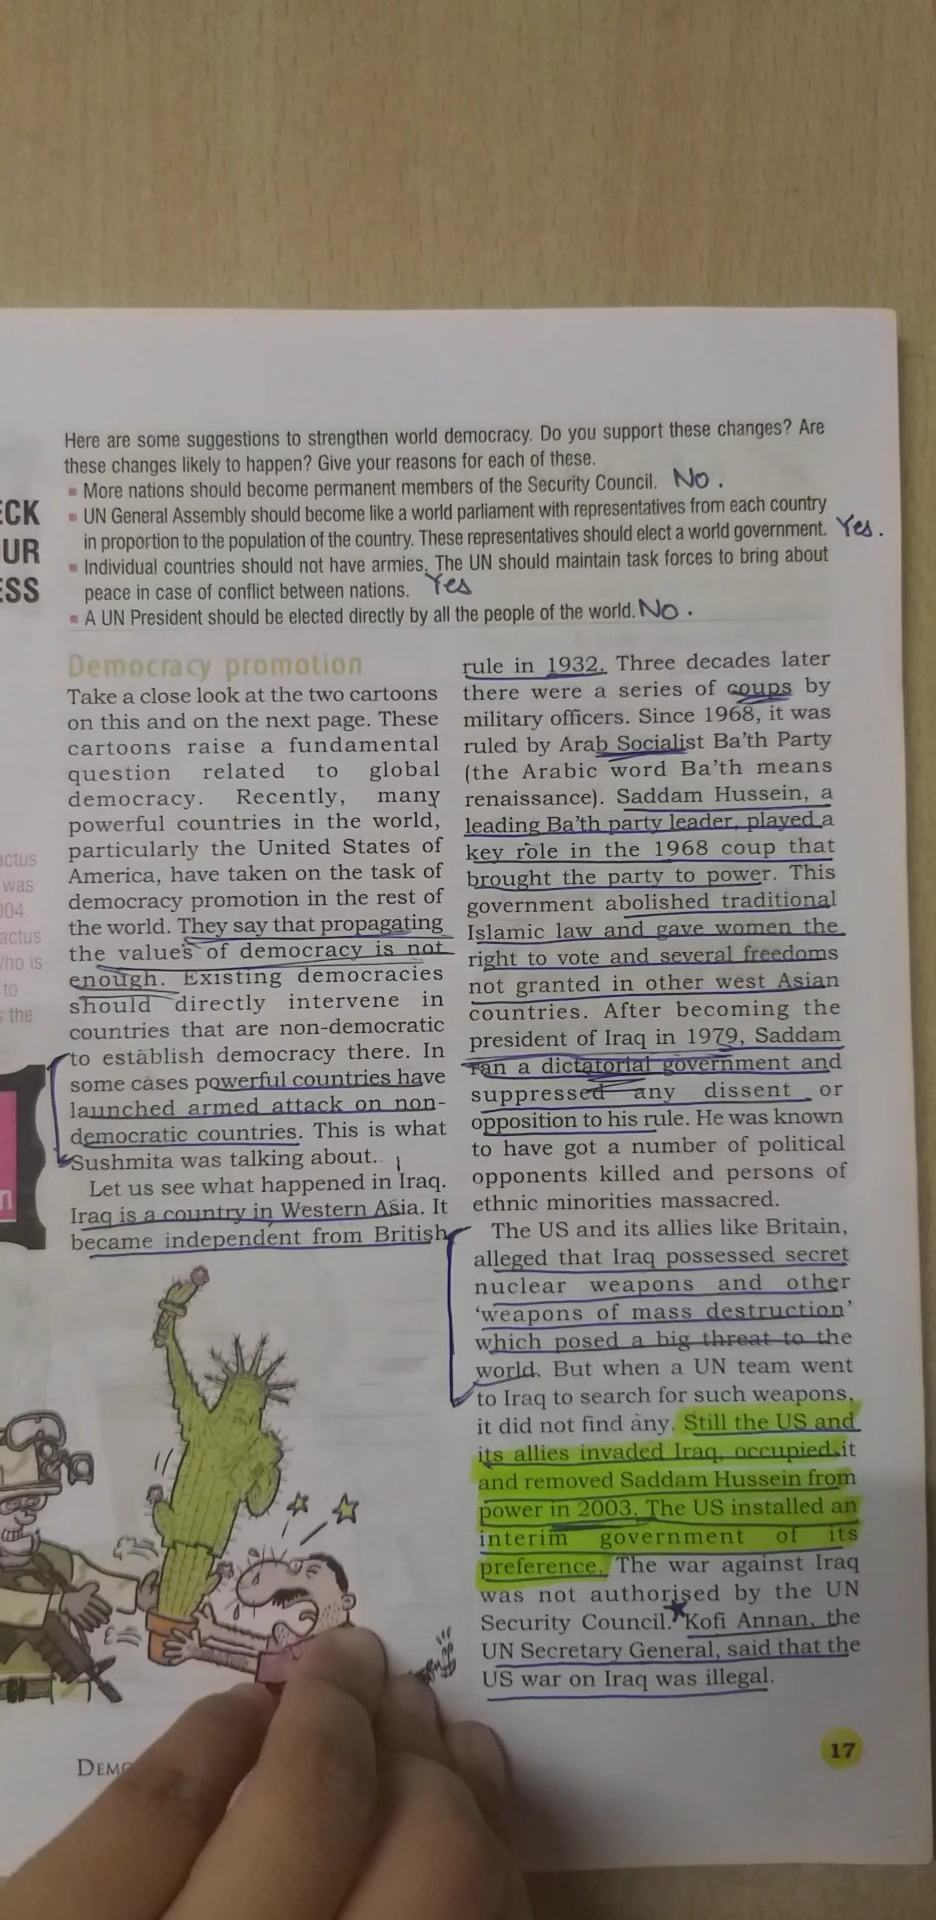 Here are some suggestions to strengthen world democracy. Do you support these changes? Are
these changes likely to happen? Give your reasons for each of these.
More nations should become permanent members of the Security Council. No.
UN General Assembly should become like a world parliament with representatives from each country
in proportion to the population of the country. These representatives should elect a world government. Yes.
Individual countries should not have armies. The UN should maintain task forces to bring about
peace in case of conflict between nations. Yes
A UN President should be elected directly by all the people of the world. No.
ECK
UR
ESS
actus
was
004.
actus
Who is
to
s the
n
Democracy promotion
Take a close look at the two cartoons
on this and on the next page. These
cartoons raise a fundamental
question related to global
democracy. Recently, many
powerful countries in the world,
particularly the United States of
America, have taken on the task of
democracy promotion in the rest of
the world. They say that propagating
the values of democracy is not
enough. Existing democracies
should directly intervene in
countries that are non-democratic
to establish democracy there. In
some cases powerful countries have
launched armed attack on non-
democratic countries. This is what
Sushmita was talking about.
Let us see what happened in Iraq.
Iraq is a country in Western Asia. It
became independent from British
rule in 1932. Three decades later
there were a series of coups by
military officers. Since 1968, it was
ruled by Arab Socialist Ba'th Party
(the Arabic word Ba'th means
renaissance). Saddam Hussein, a
leading Ba'th party leader, played a
key role in the 1968 coup that
brought the party to power. This
government abolished traditional
Islamic law and gave women the
right to vote and several freedoms
not granted in other west Asian
countries. After becoming the
president of Iraq in 1979, Saddam
ran a dictatorial government and
suppressed any dissent or
opposition to his rule. He was known
to have got a number of political
opponents killed and persons of
ethnic minorities massacred.
The US and its allies like Britain,
alleged that Iraq possessed secret
nuclear weapons and other
'weapons of mass destruction'
which posed a big threat to the
world. But when a UN team went
to Iraq to search for such weapons,
it did not find any. Still the US and
its allies invaded Iraq, occupied it
and removed Saddam Hussein from
power in 2003. The US installed an
interim government of its
preference. The war against Iraq
was not authorised by the UN
Security Council. Kofi Annan, the
UN Secretary General, said that the
US war on Iraq was illegal.
DEMO
17